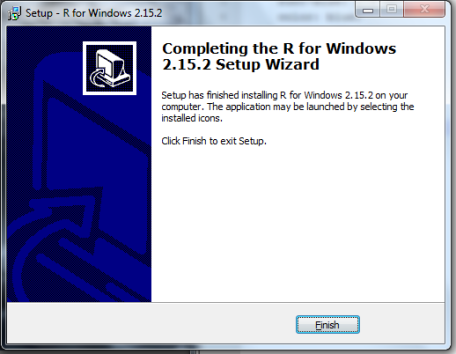 Setup - R for Windows 2.15.2
Completing the R for Windows
2.15.2 Setup Wizard
Setup has finished installing R for Windows 2.15.2 on your
computer. The application may be launched by selecting the
installed icons.
Click Finish to exit Setup.
Finish